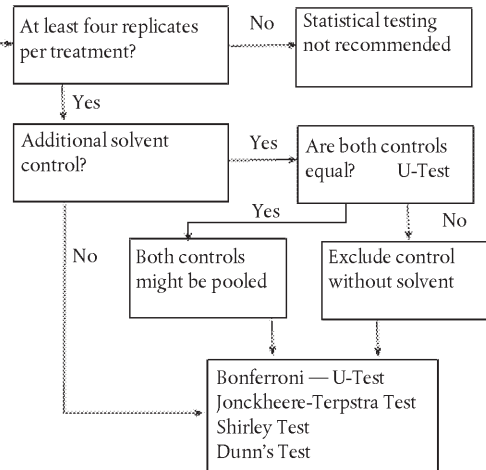 At least four replicates
per treatment?
No
Statistical testing
not recommended
Yes
Additional solvent
control?
Yes
Are both controls
equal? U-Test
Yes
No
No
Both controls
might be pooled
Exclude control
without solvent
Bonferroni — U-Test
Jonckheere-Terpstra Test
Shirley Test
Dunn's Test